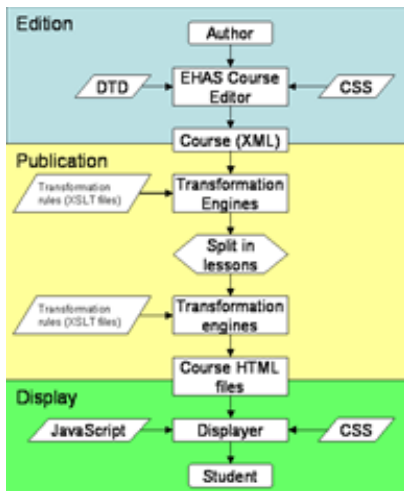 Edition
Author
DTD
EHAS Course
Editor
CSS
Course (XML)
Publication
Transformation
rules (XSLT files)
Transformation
Engines
Split in
lessons
Transformation
rules (XSLT files)
Transformation
engines
Course HTML
files
Display
JavaScript
Displayer
CSS
Student